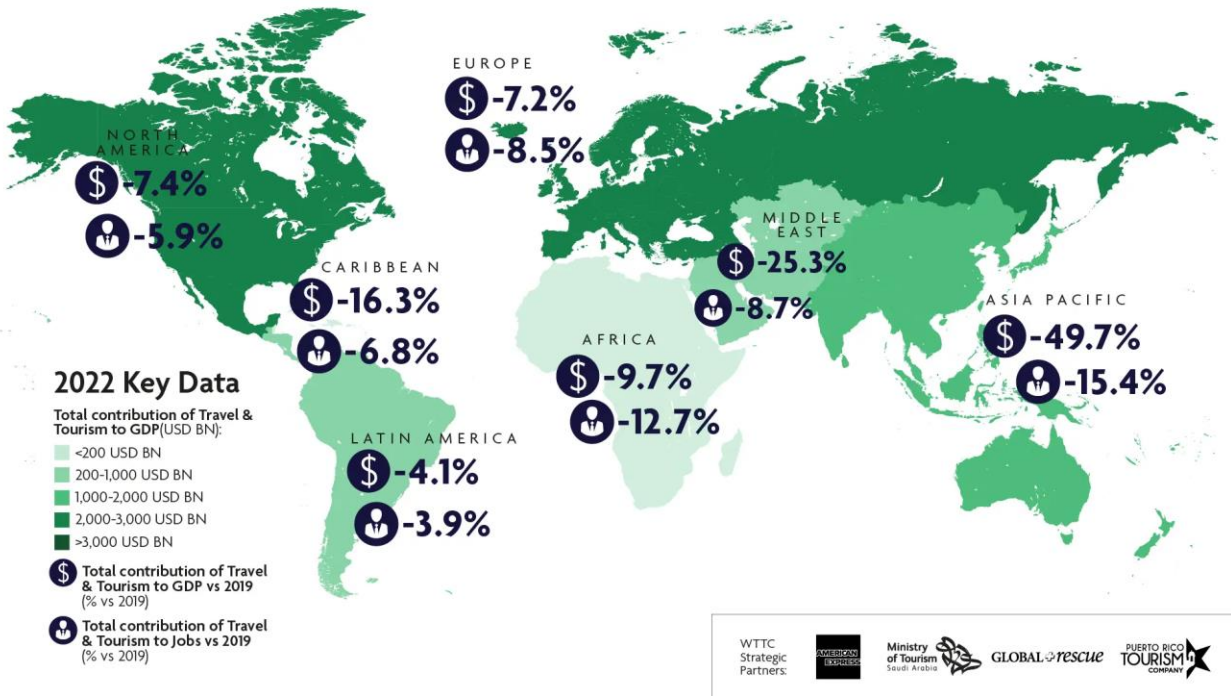 EUROPE
$ -7.2%
-8.5%
NORTH
AMERICA
$ -7.4%
-5.9%
MIDDLE
EAST
$ -25.3%
-8.7%
CARIBBEAN
$ -16.3%
-6.8%
ASIA PACIFIC
$ -49.7%
-15.4%
AFRICA
$ -9.7%
-12.7%
LATIN AMERICA
$ -4.1%
-3.9%
2022 Key Data
Total contribution of Travel &
Tourism to GDP(USD BN):
<200 USD BN
200-1,000 USD BN
1,000-2,000 USD BN
2,000-3,000 USD BN
>3,000 USD BN
$ Total contribution of Travel
& Tourism to GDP vs 2019
(% vs 2019)
Total contribution of Travel
& Tourism to Jobs vs 2019
(% vs 2019)
WTTC
Strategic
Partners:
AMERICAN
EXPRESS
Ministry
of Tourism
Saudi Arabia
GLOBAL rescue
PUERTO RICO
TOURISM
COMPANY